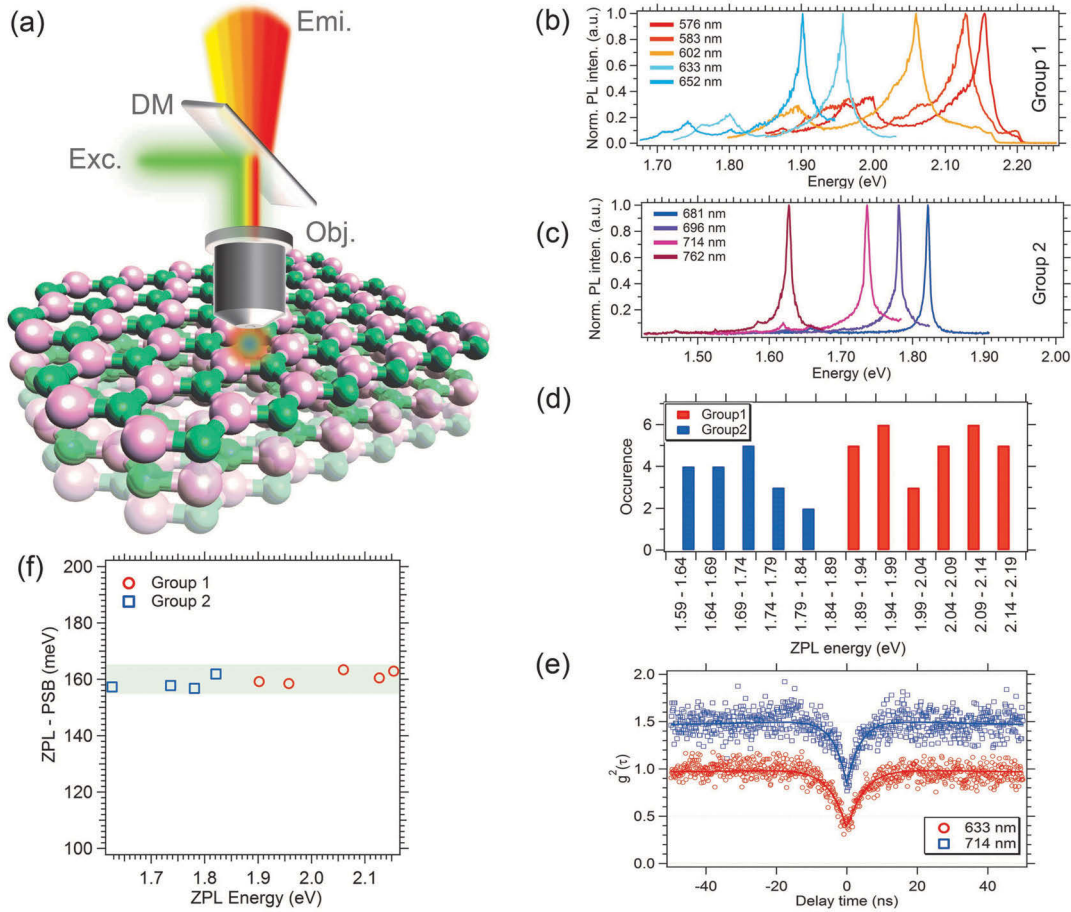 (a)
Emi.
DM
Exc.
Obj.
(b)
Norm. PL inten. (a.u.)
1.0
0.8
0.6
0.4
0.2
576 nm
583 nm
602 nm
633 nm
652 nm
Group 1
1.70 1.80 1.90 2.00 2.10 2.20
Energy (eV)
(c)
Norm. PL inten. (a.u.)
1.0
0.8
0.6
0.4
0.2
681 nm
696 nm
714 nm
762 nm
Group 2
1.50 1.60 1.70 1.80 1.90 2.00
Energy (eV)
(d)
Occurence
6
4
2
0
Group1
Group2
1.59 - 1.64
1.64 - 1.69
1.69 - 1.74
1.74 - 1.79
1.79 - 1.84
1.84 - 1.89
1.89 - 1.94
1.94 - 1.99
1.99 - 2.04
2.04 - 2.09
2.09 - 2.14
2.14 - 2.19
ZPL energy (eV)
(e)
g²(τ)
2.0
1.5
1.0
0.5
0.0
633 nm
714 nm
-40 -20 0 20 40
Delay time (ns)
(f)
ZPL - PSB (meV)
200
180
160
140
120
100
Group 1
Group 2
1.7 1.8 1.9 2.0 2.1
ZPL Energy (eV)